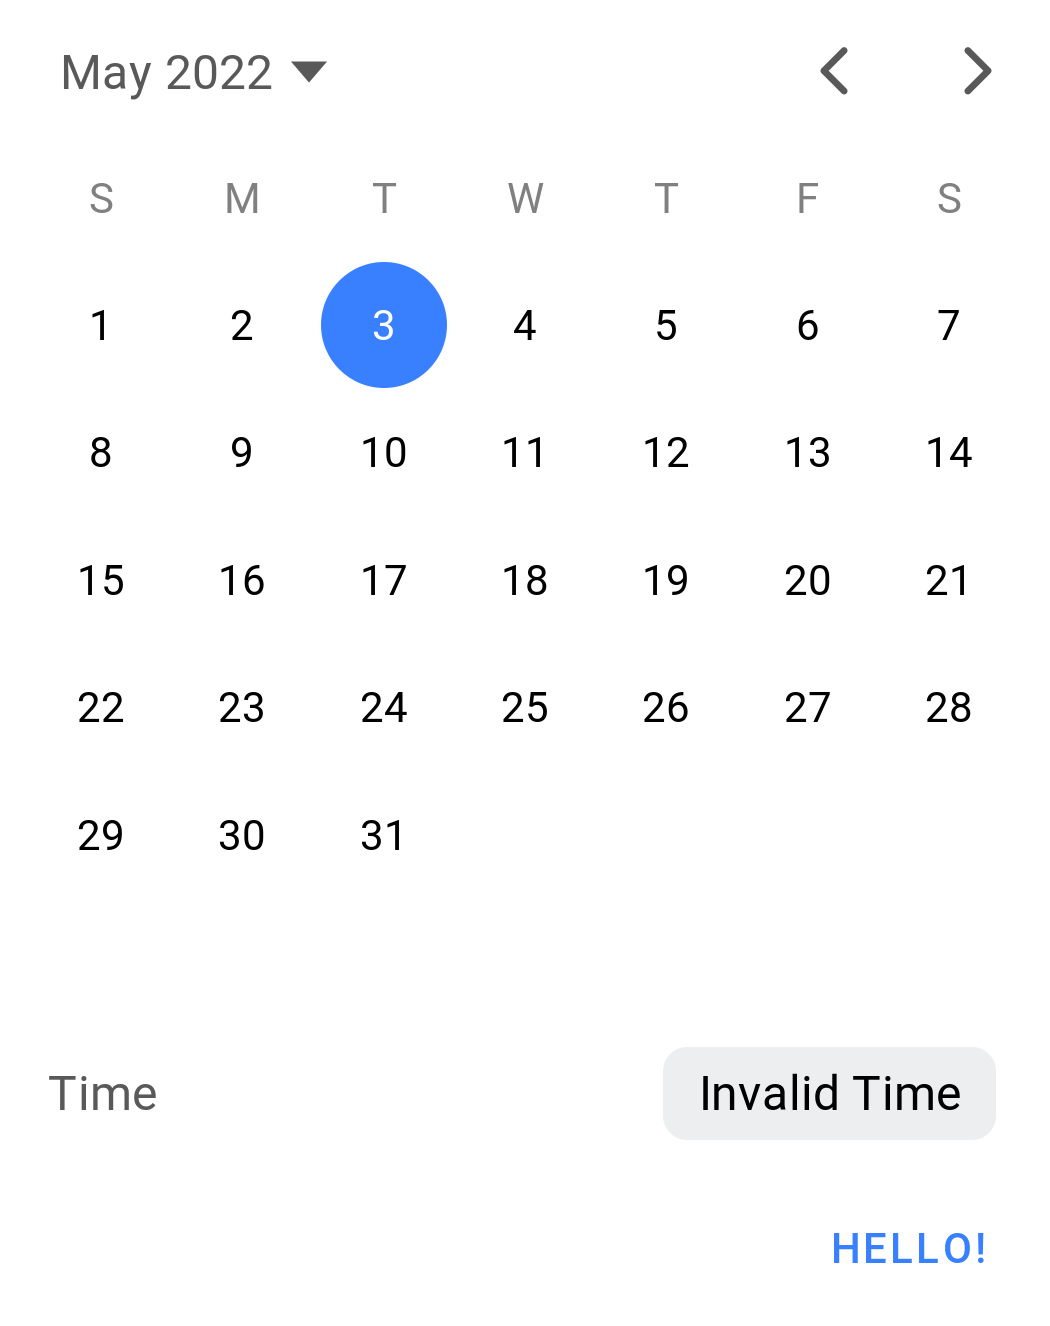 May 2022
S M T W T F S
1 2 3 4 5 6 7
8 9 10 11 12 13 14
15 16 17 18 19 20 21
22 23 24 25 26 27 28
29 30 31
Time Invalid Time
HELLO!